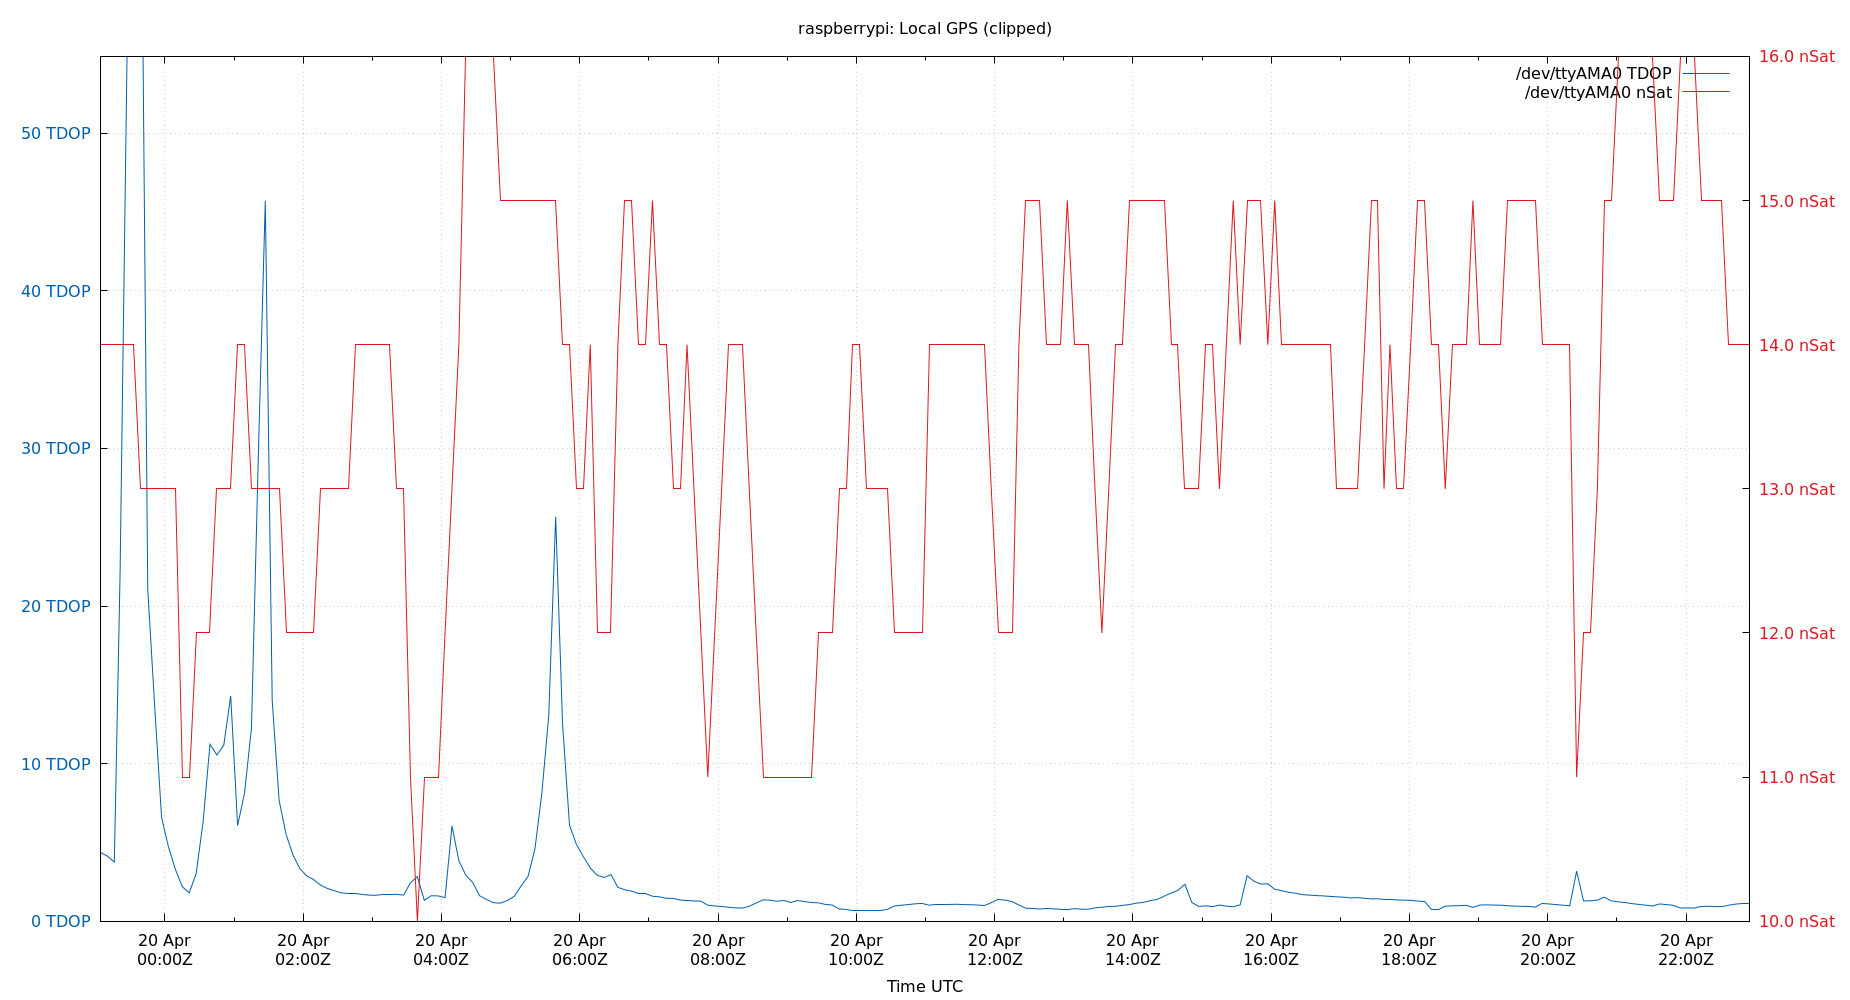 raspberrypi: Local GPS (clipped)
/dev/ttyAMA0 TDOP
/dev/ttyAMA0 nSat
50 TDOP
40 TDOP
30 TDOP
20 TDOP
10 TDOP
0 TDOP
16.0 nSat
15.0 nSat
14.0 nSat
13.0 nSat
12.0 nSat
11.0 nSat
10.0 nSat
20 Apr 20 Apr 20 Apr 20 Apr 20 Apr 20 Apr 20 Apr 20 Apr 20 Apr 20 Apr 20 Apr 20 Apr
00:00Z 02:00Z 04:00Z 06:00Z 08:00Z 10:00Z 12:00Z 14:00Z 16:00Z 18:00Z 20:00Z 22:00Z
Time UTC